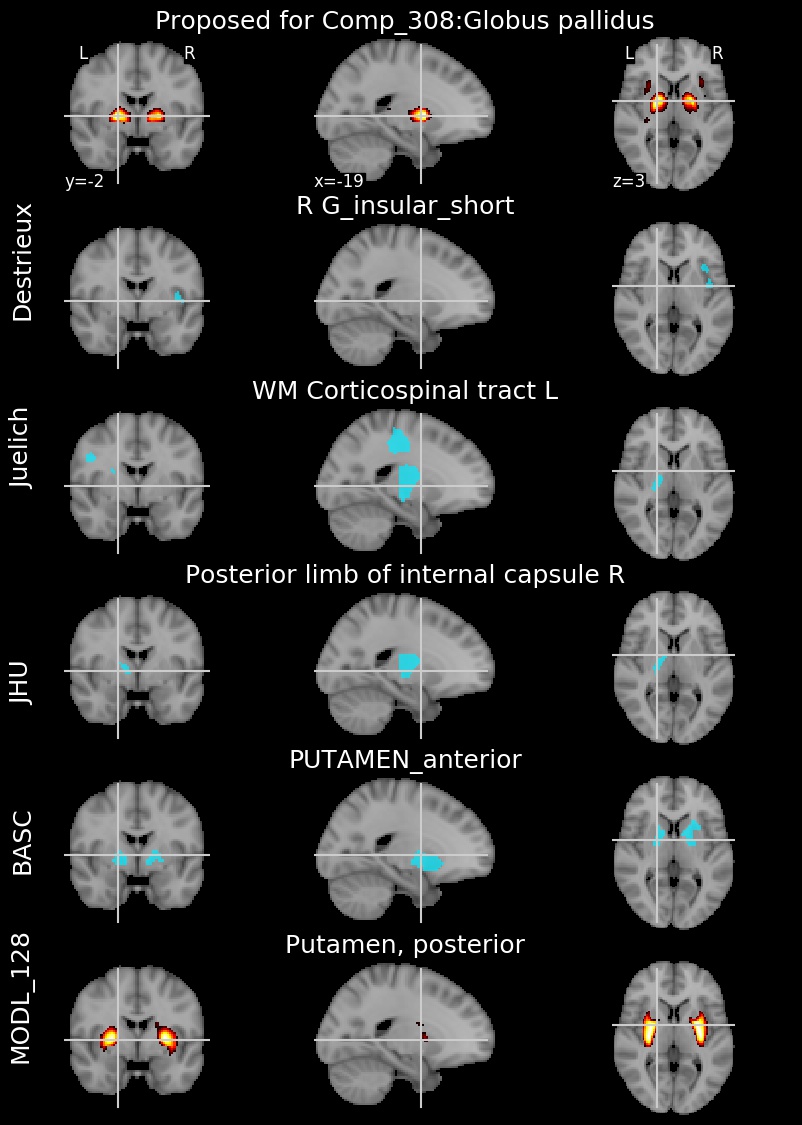 Proposed for Comp_308:Globus pallidus
L R L R
y=-2 x=-19 z=3
R G_insular_short
Destrieux
WM Corticospinal tract L
Juelich
Posterior limb of internal capsule R
JHU
PUTAMEN_anterior
BASC
Putamen, posterior
MODL_128